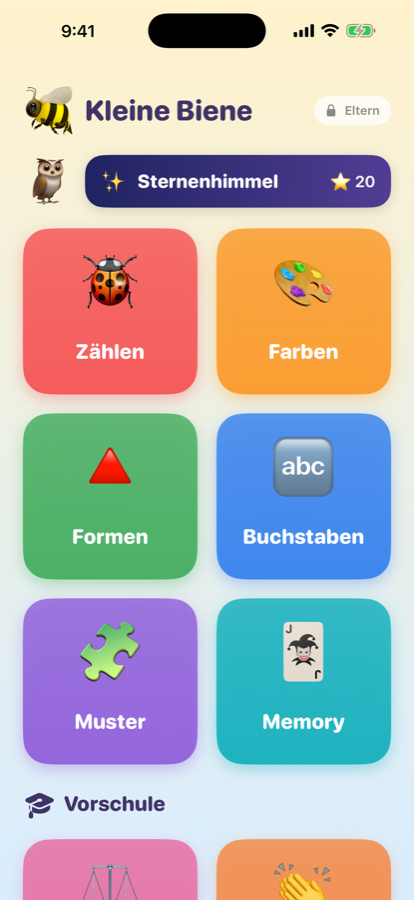 9:41
Kleine Biene
Eltern
Sternenhimmel
20
Zählen
Farben
Formen
abc
Buchstaben
Muster
J
J
Memory
Vorschule